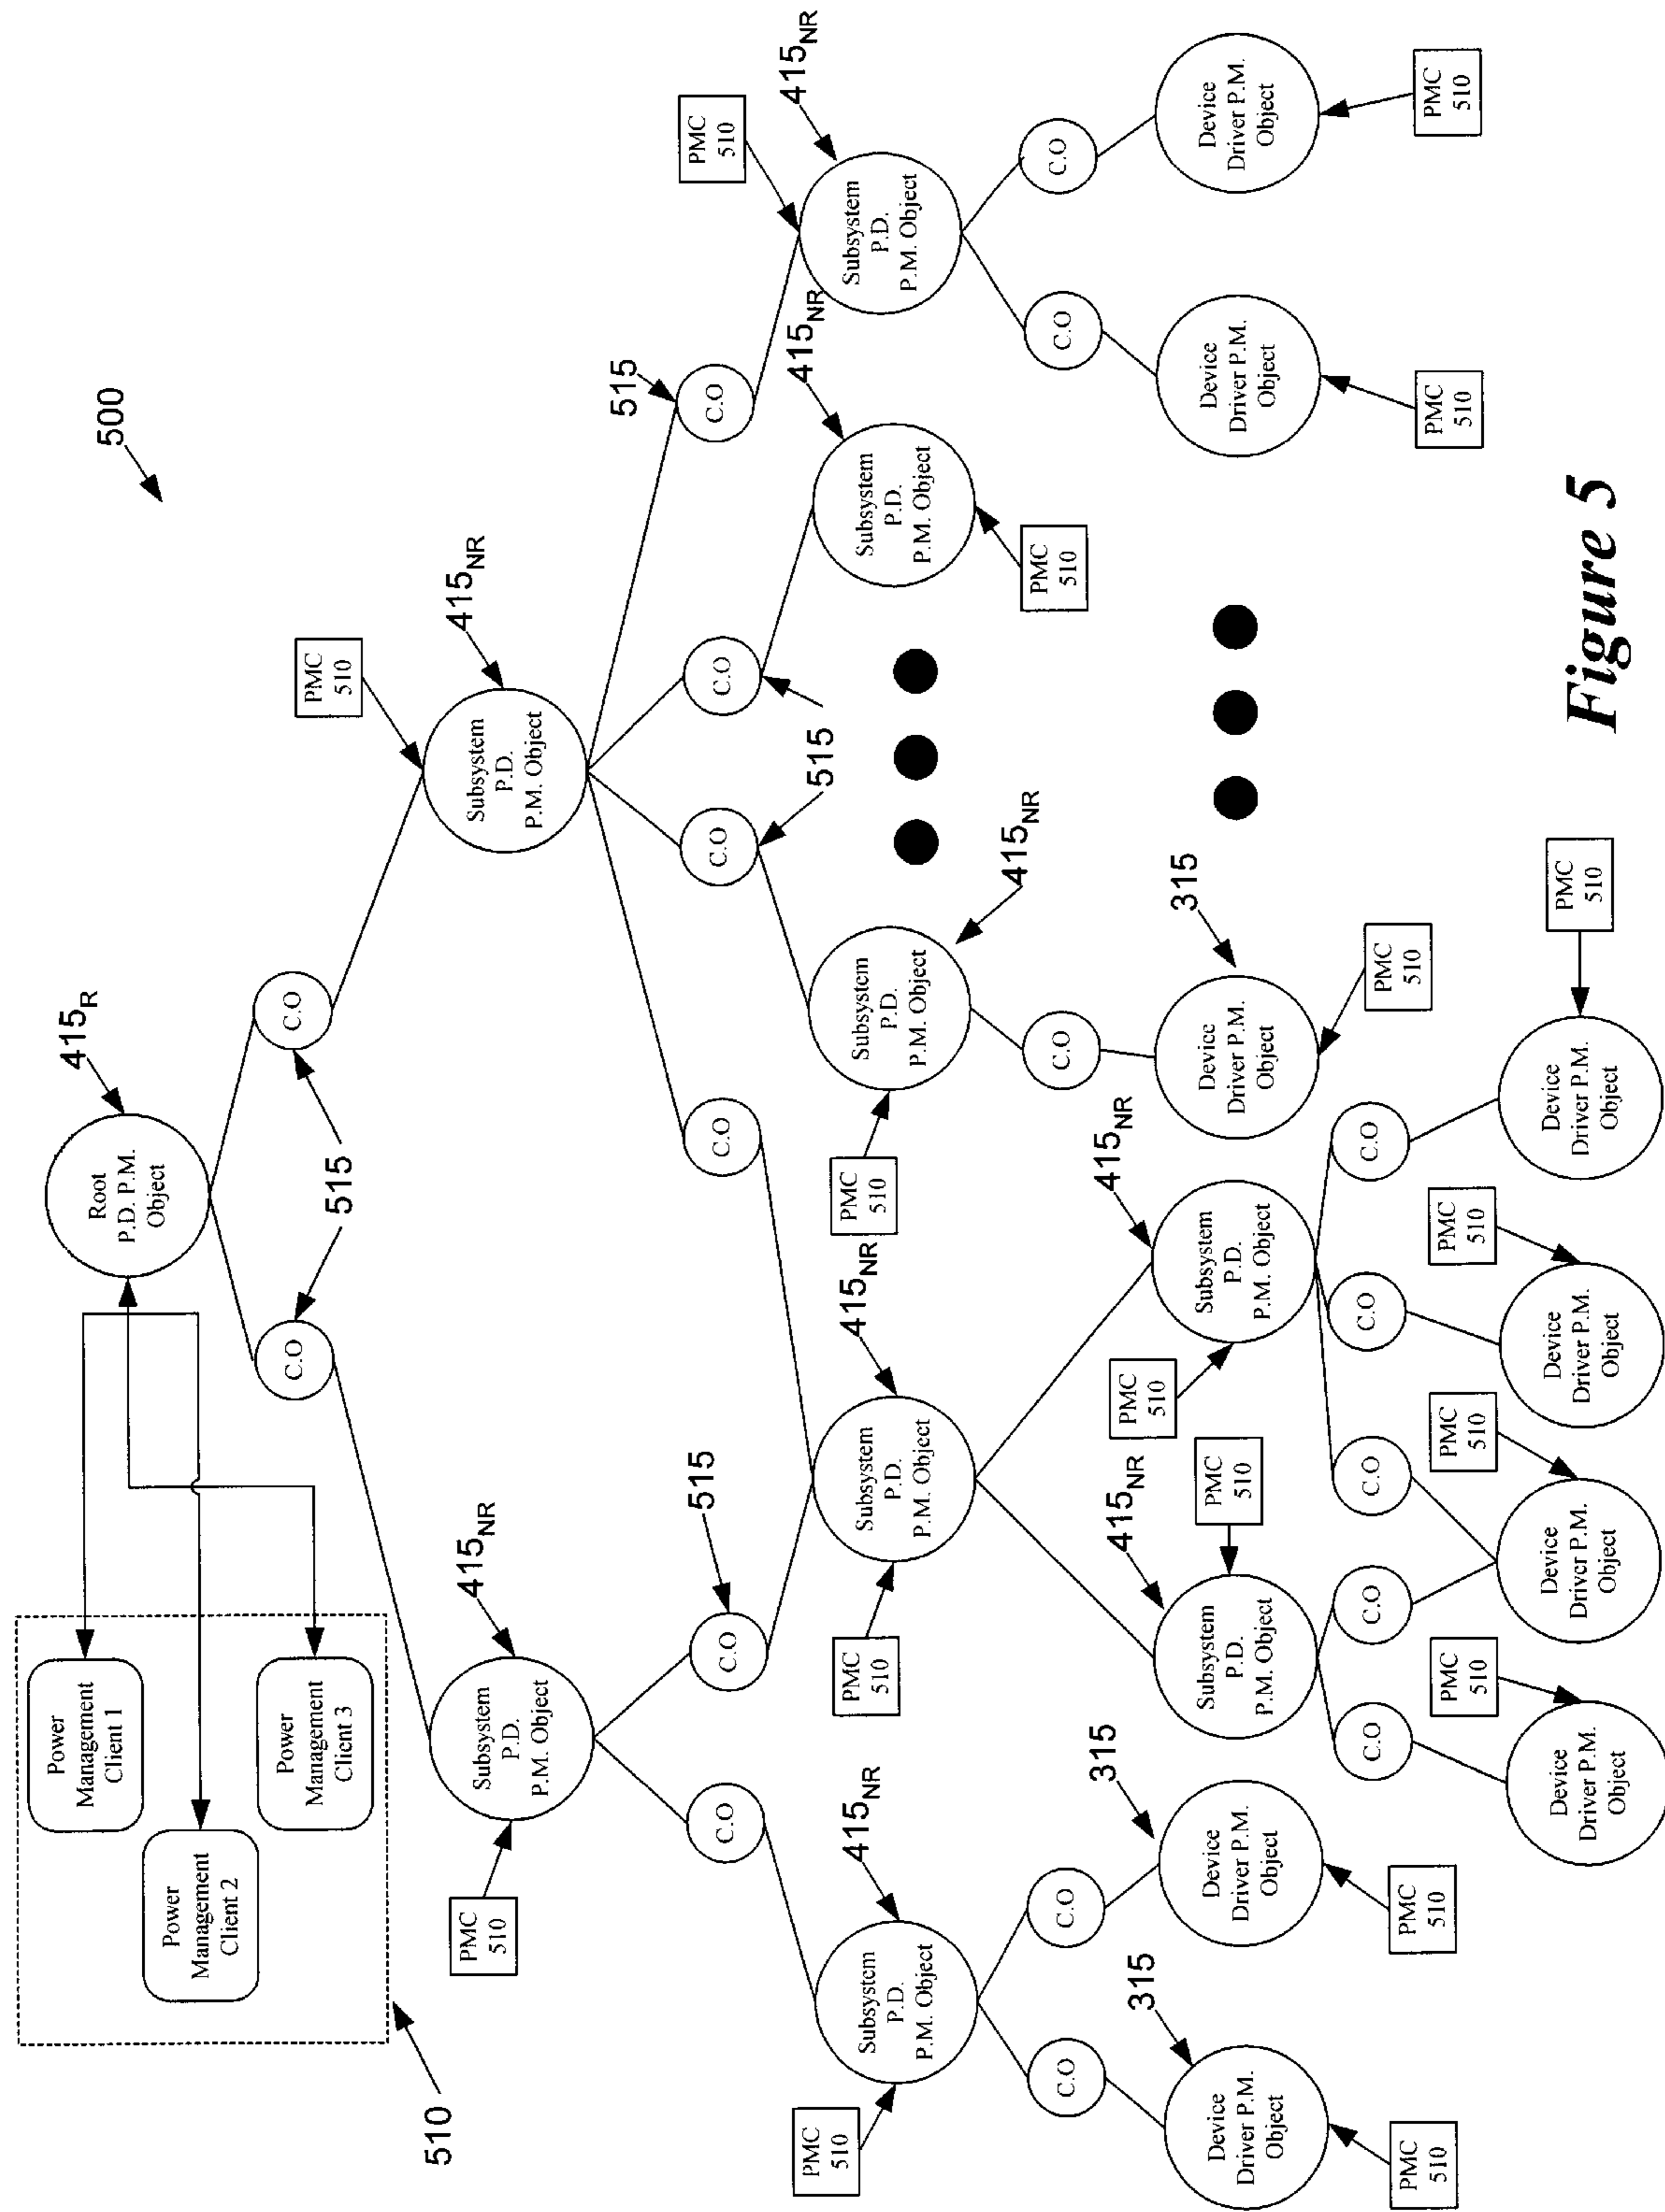 500
Power
Management
Client 1
Power
Management
Client 2
Power
Management
Client 3
510
Root
P.D. P.M.
Object
415R
C.O
C.O
515
PMC
510
Subsystem
P.D.
P.M. Object
415NR
PMC
510
Subsystem
P.D.
P.M. Object
415NR
C.O
C.O
515
C.O
C.O
C.O
515
C.O
515
PMC
510
Subsystem
P.D.
P.M. Object
415NR
PMC
510
Subsystem
P.D.
P.M. Object
415NR
PMC
510
Subsystem
P.D.
P.M. Object
415NR
Subsystem
P.D.
P.M. Object
415NR
PMC
510
PMC
510
Subsystem
P.D.
P.M. Object
415NR
C.O
C.O
C.O
C.O
C.O
Device
Driver P.M.
Object
315
PMC
510
Device
Driver P.M.
Object
315
PMC
510
Subsystem
P.D.
P.M. Object
415NR
PMC
510
PMC
510
Subsystem
P.D.
P.M. Object
415NR
Device
Driver P.M.
Object
315
PMC
510
Device
Driver P.M.
Object
PMC
510
Device
Driver P.M.
Object
PMC
510
C.O
C.O
C.O
C.O
C.O
PMC
510
Device
Driver P.M.
Object
PMC
510
Device
Driver P.M.
Object
PMC
510
Device
Driver P.M.
Object
PMC
510
Device
Driver P.M.
Object
Figure 5